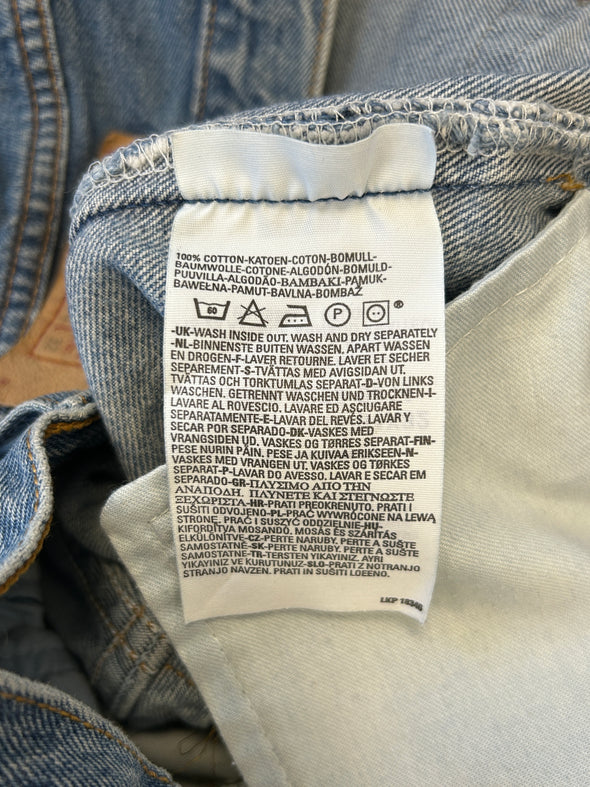 100% COTTON-KATOEN-COTON-BOMULL-
BAUMWOLLE-COTONE-ALGODÓN-BOMULD-
PUUVILLA-ALGODÃO-BAMBAKI-PAMUK-
BAWEŁNA-PAMUT-BAVLNA-BOMBAŽ
60 P ®
-UK-WASH INSIDE OUT. WASH AND DRY SEPARATELY
-NL-BINNENSTE BUITEN WASSEN. APART WASSEN
EN DROGEN-F-LAVER RETOURNE. LAVER ET SECHER
SEPAREMENT-S-TVÄTTAS MED AVIGSIDAN UT.
TVÄTTAS OCH TORKTUMLAS SEPARAT-D-VON LINKS
WASCHEN. GETRENNT WASCHEN UND TROCKNEN-I-
LAVARE AL ROVESCIO. LAVARE ED ASCIUGARE
SEPARATAMENTE-E-LAVAR DEL REVÉS. LAVAR Y
SECAR POR SEPARADO-DK-VASKES MED
VRANGSIDEN UD. VASKES OG TØRRES SEPARAT-FIN-
PESE NURIN PÄIN. PESE JA KUIVAA ERIKSEEN-N-
VASKES MED VRANGEN UT. VASKES OG TØRKES
SEPARAT-P-LAVAR DO AVESSO. LAVAR E SECAR EM
SEPARADO-GR-ΠΛΥΣΙΜΟ ΑΠΟ ΤΗΝ
ΑΝΑΠΟΔΗ. ΠΛΥΝΕΤΕ ΚΑΙ ΣΤΕΓΝΩΣΤΕ
ΞΕΧΩΡΙΣΤΑ-HR-PRATI PREOKRENUTO. PRATI I
SUŠITI ODVOJENO-PL-PRAĆ WYWRÓCONE NA LEWĄ
STRONĘ, PRAĆ I SUSZYĆ ODDZIELNIE-HU-
KIFORDÍTVA MOSANDÓ, MOSÁS ÉS SZÁRÍTÁS
ELKÜLÖNÍTVE-CZ-PERTE NARUBY. PERTE A SUŠTE
SAMOSTATNĚ-SK-PERTE NARUBY. PERTE A SUŠTE
SAMOSTATNE-TR-TERSTEN YIKAYINIZ. AYRI
YIKAYINIZ VE KURUTUNUZ-SLO-PRATI Z NOTRANJO
STRANJO NAVZEN. PRATI IN SUŠITI LOEENO.
LKP 18346